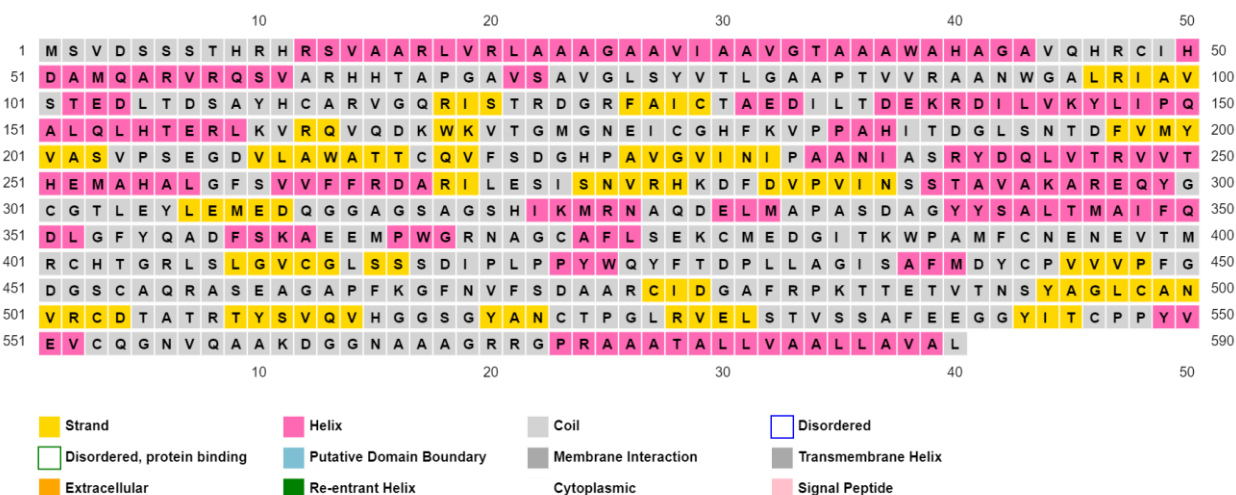 10 20 30 40 50
1 M S V D S S S T H R H R S V A A R L V R L A A A G A A V I A A V G T A A A W A H A G A V Q H R C I H 50
51 D A M Q A R V R Q S V A R H H T A P G A V S A V G L S Y V T L G A A P T V V R A A N W G A L R I A V 100
101 S T E D L T D S A Y H C A R V G Q R I S T R D G R F A I C T A E D I L T D E K R D I L V K Y L I P Q 150
151 A L Q L H T E R L K V R Q V Q D K W K V T G M G N E I C G H F K V P P A H I T D G L S N T D F V M Y 200
201 V A S V P S E G D V L A W A T T C Q V F S D G H P A V G V I N I P A A N I A S R Y D Q L V T R V V T 250
251 H E M A H A L G F S V V F F R D A R I L E S I S N V R H K D F D V P V I N S S T A V A K A R E Q Y G 300
301 C G T L E Y L E M E D Q G G A G S A G S H I K M R N A Q D E L M A P A S D A G Y Y S A L T M A I F Q 350
351 D L G F Y Q A D F S K A E E M P W G R N A G C A F L S E K C M E D G I T K W P A M F C N E N E V T M 400
401 R C H T G R L S L G V C G L S S S D I P L P P Y W Q Y F T D P L L A G I S A F M D Y C P V V V P F G 450
451 D G S C A Q R A S E A G A P F K G F N V F S D A A R C I D G A F R P K T T E T V T N S Y A G L C A N 500
501 V R C D T A T R T Y S V Q V H G G S G Y A N C T P G L R V E L S T V S S A F E E G G Y I T C P P Y V 550
551 E V C Q G N V Q A A K D G G N A A A G R R G P R A A A T A L L V A A L L A V A L 590
10 20 30 40 50
Strand Helix Coil Disordered
Disordered, protein binding Putative Domain Boundary Membrane Interaction Transmembrane Helix
Extracellular Re-entrant Helix Cytoplasmic Signal Peptide